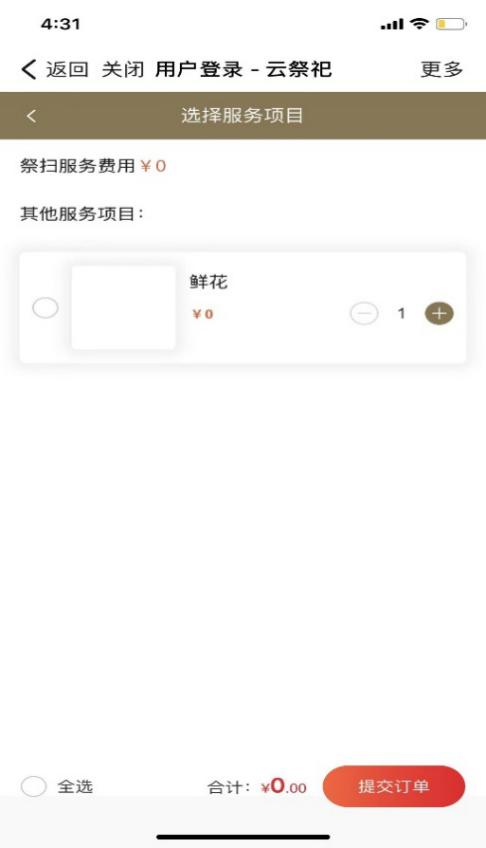 4:31
返回 关闭 用户登录 - 云祭祀 更多
选择服务项目
祭扫服务费用 ¥0
其他服务项目:
鲜花
¥0 1
全选 合计: ¥0.00 提交订单